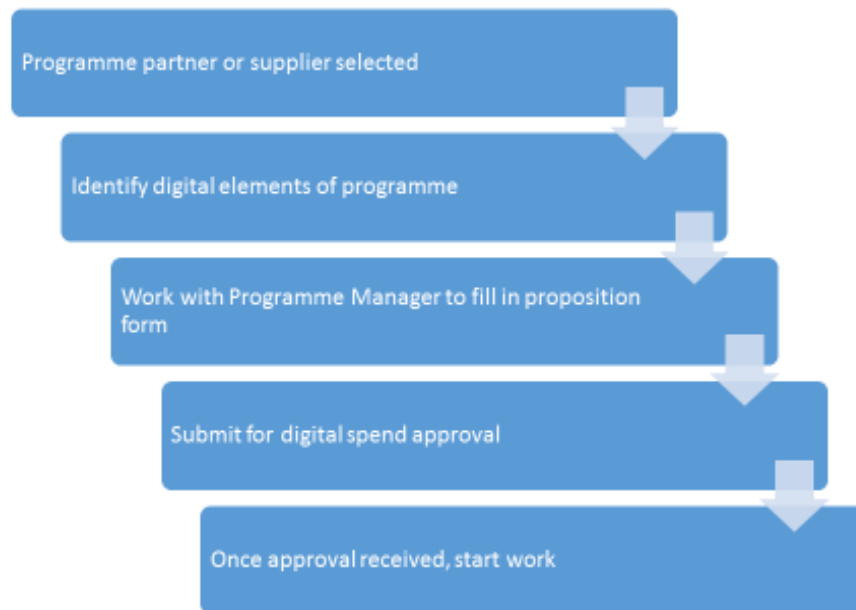 Programme partner or supplier selected
Identify digital elements of programme
Work with Programme Manager to fill in proposition
form
Submit for digital spend approval
Once approval received, start work